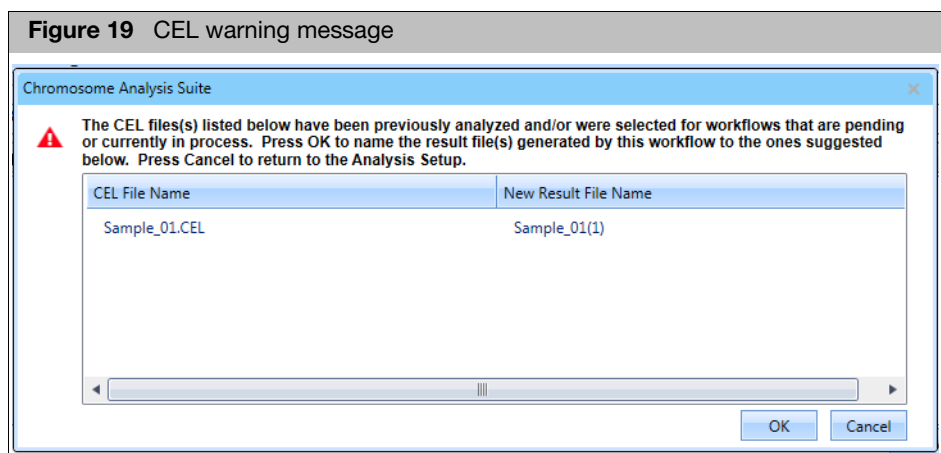 Figure 19 CEL warning message
Chromosome Analysis Suite
The CEL files(s) listed below have been previously analyzed and/or were selected for workflows that are pending
or currently in process. Press OK to name the result file(s) generated by this workflow to the ones suggested
below. Press Cancel to return to the Analysis Setup.
CEL File Name New Result File Name
Sample_01.CEL Sample_01(1)
OK Cancel